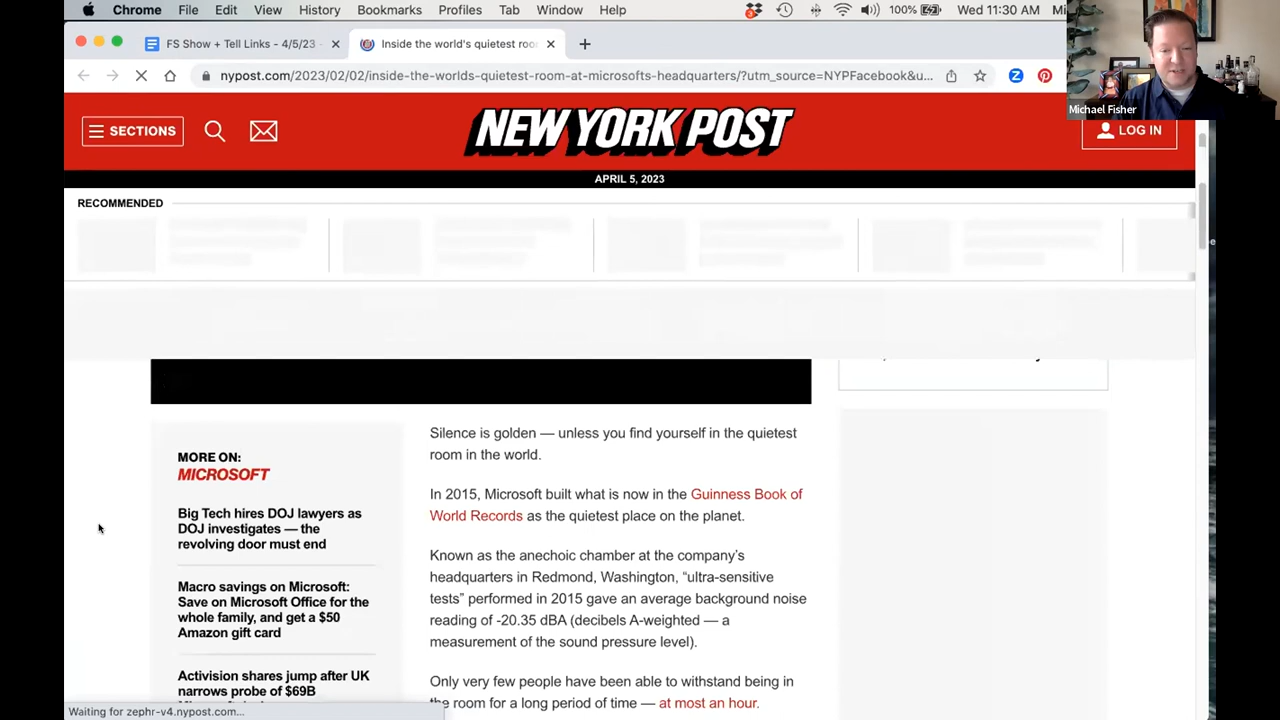 Chrome File Edit View History Bookmarks Profiles Tab Window Help 100% Wed 11:30 AM
FS Show + Tell Links - 4/5/23 - Inside the world's quietest roo
nypost.com/2023/02/02/inside-the-worlds-quietest-room-at-microsofts-headquarters/?utm_source=NYPFacebook&u...
Michael Fisher
SECTIONS
NEW YORK POST
LOG IN
APRIL 5, 2023
RECOMMENDED
MORE ON:
MICROSOFT
Big Tech hires DOJ lawyers as
DOJ investigates — the
revolving door must end
Macro savings on Microsoft:
Save on Microsoft Office for the
whole family, and get a $50
Amazon gift card
Activision shares jump after UK
narrows probe of $69B
Silence is golden — unless you find yourself in the quietest
room in the world.
In 2015, Microsoft built what is now in the Guinness Book of
World Records as the quietest place on the planet.
Known as the anechoic chamber at the company's
headquarters in Redmond, Washington, “ultra-sensitive
tests” performed in 2015 gave an average background noise
reading of -20.35 dBA (decibels A-weighted — a
measurement of the sound pressure level).
Only very few people have been able to withstand being in
the room for a long period of time — at most an hour.
Waiting for zephr-v4.nypost.com...